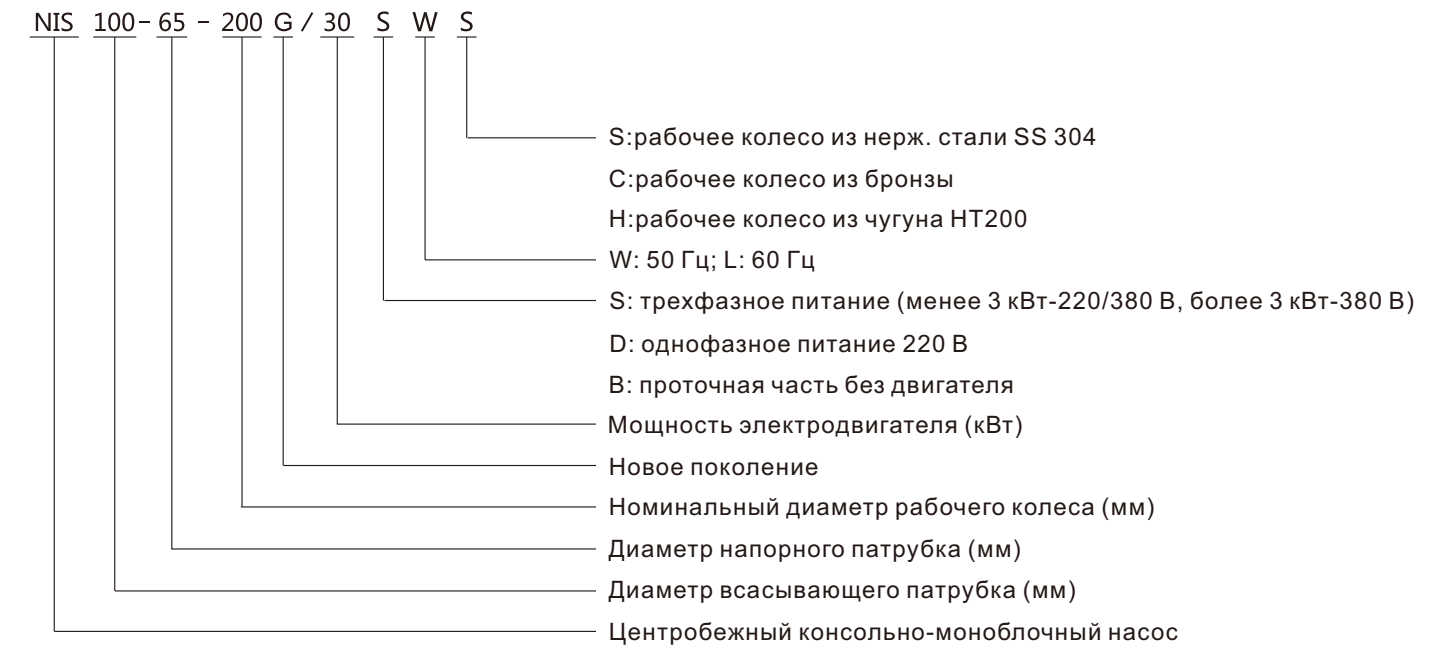 NIS 100 - 65 - 200 G / 30 S W S
S:рабочее колесо из нерж. стали SS 304
C:рабочее колесо из бронзы
H:рабочее колесо из чугуна HT200
W: 50 Гц; L: 60 Гц
S: трехфазное питание (менее 3 кВт-220/380 В, более 3 кВт-380 В)
D: однофазное питание 220 В
B: проточная часть без двигателя
Мощность электродвигателя (кВт)
Новое поколение
Номинальный диаметр рабочего колеса (мм)
Диаметр напорного патрубка (мм)
Диаметр всасывающего патрубка (мм)
Центробежный консольно-моноблочный насос